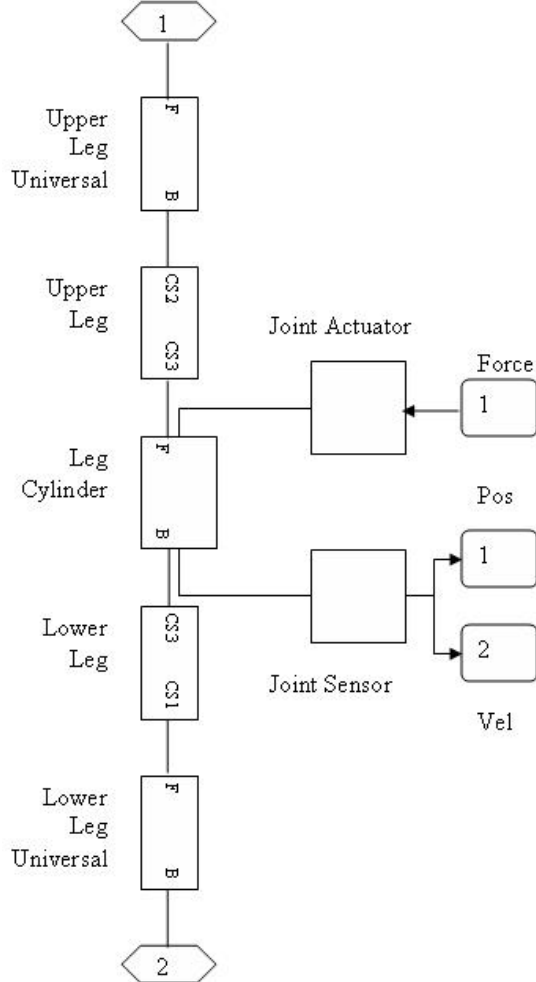 1
Upper
Leg
Universal
F
B
Upper
Leg
CS2
CS3
Joint Actuator
Force
1
Leg
Cylinder
F
B
Pos
1
Lower
Leg
CS3
CS1
Joint Sensor
2
Vel
Lower
Leg
Universal
F
B
2